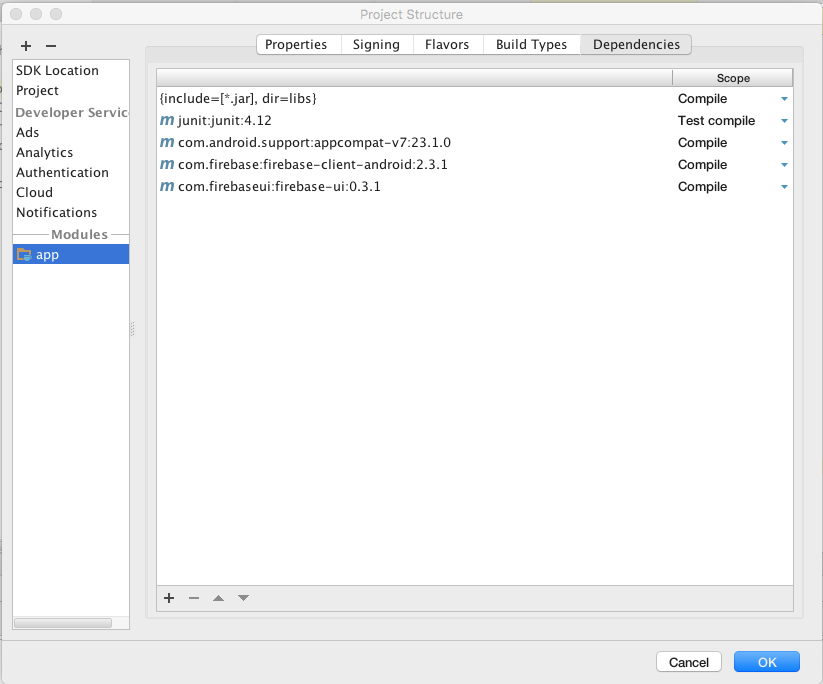 Project Structure
Properties Signing Flavors Build Types Dependencies
SDK Location
Project
Developer Servic
Ads
Analytics
Authentication
Cloud
Notifications
Modules
app
Scope
{include=[*.jar], dir=libs} Compile
m junit:junit:4.12 Test compile
m com.android.support:appcompat-v7:23.1.0 Compile
m com.firebase:firebase-client-android:2.3.1 Compile
m com.firebaseui:firebase-ui:0.3.1 Compile
Cancel OK